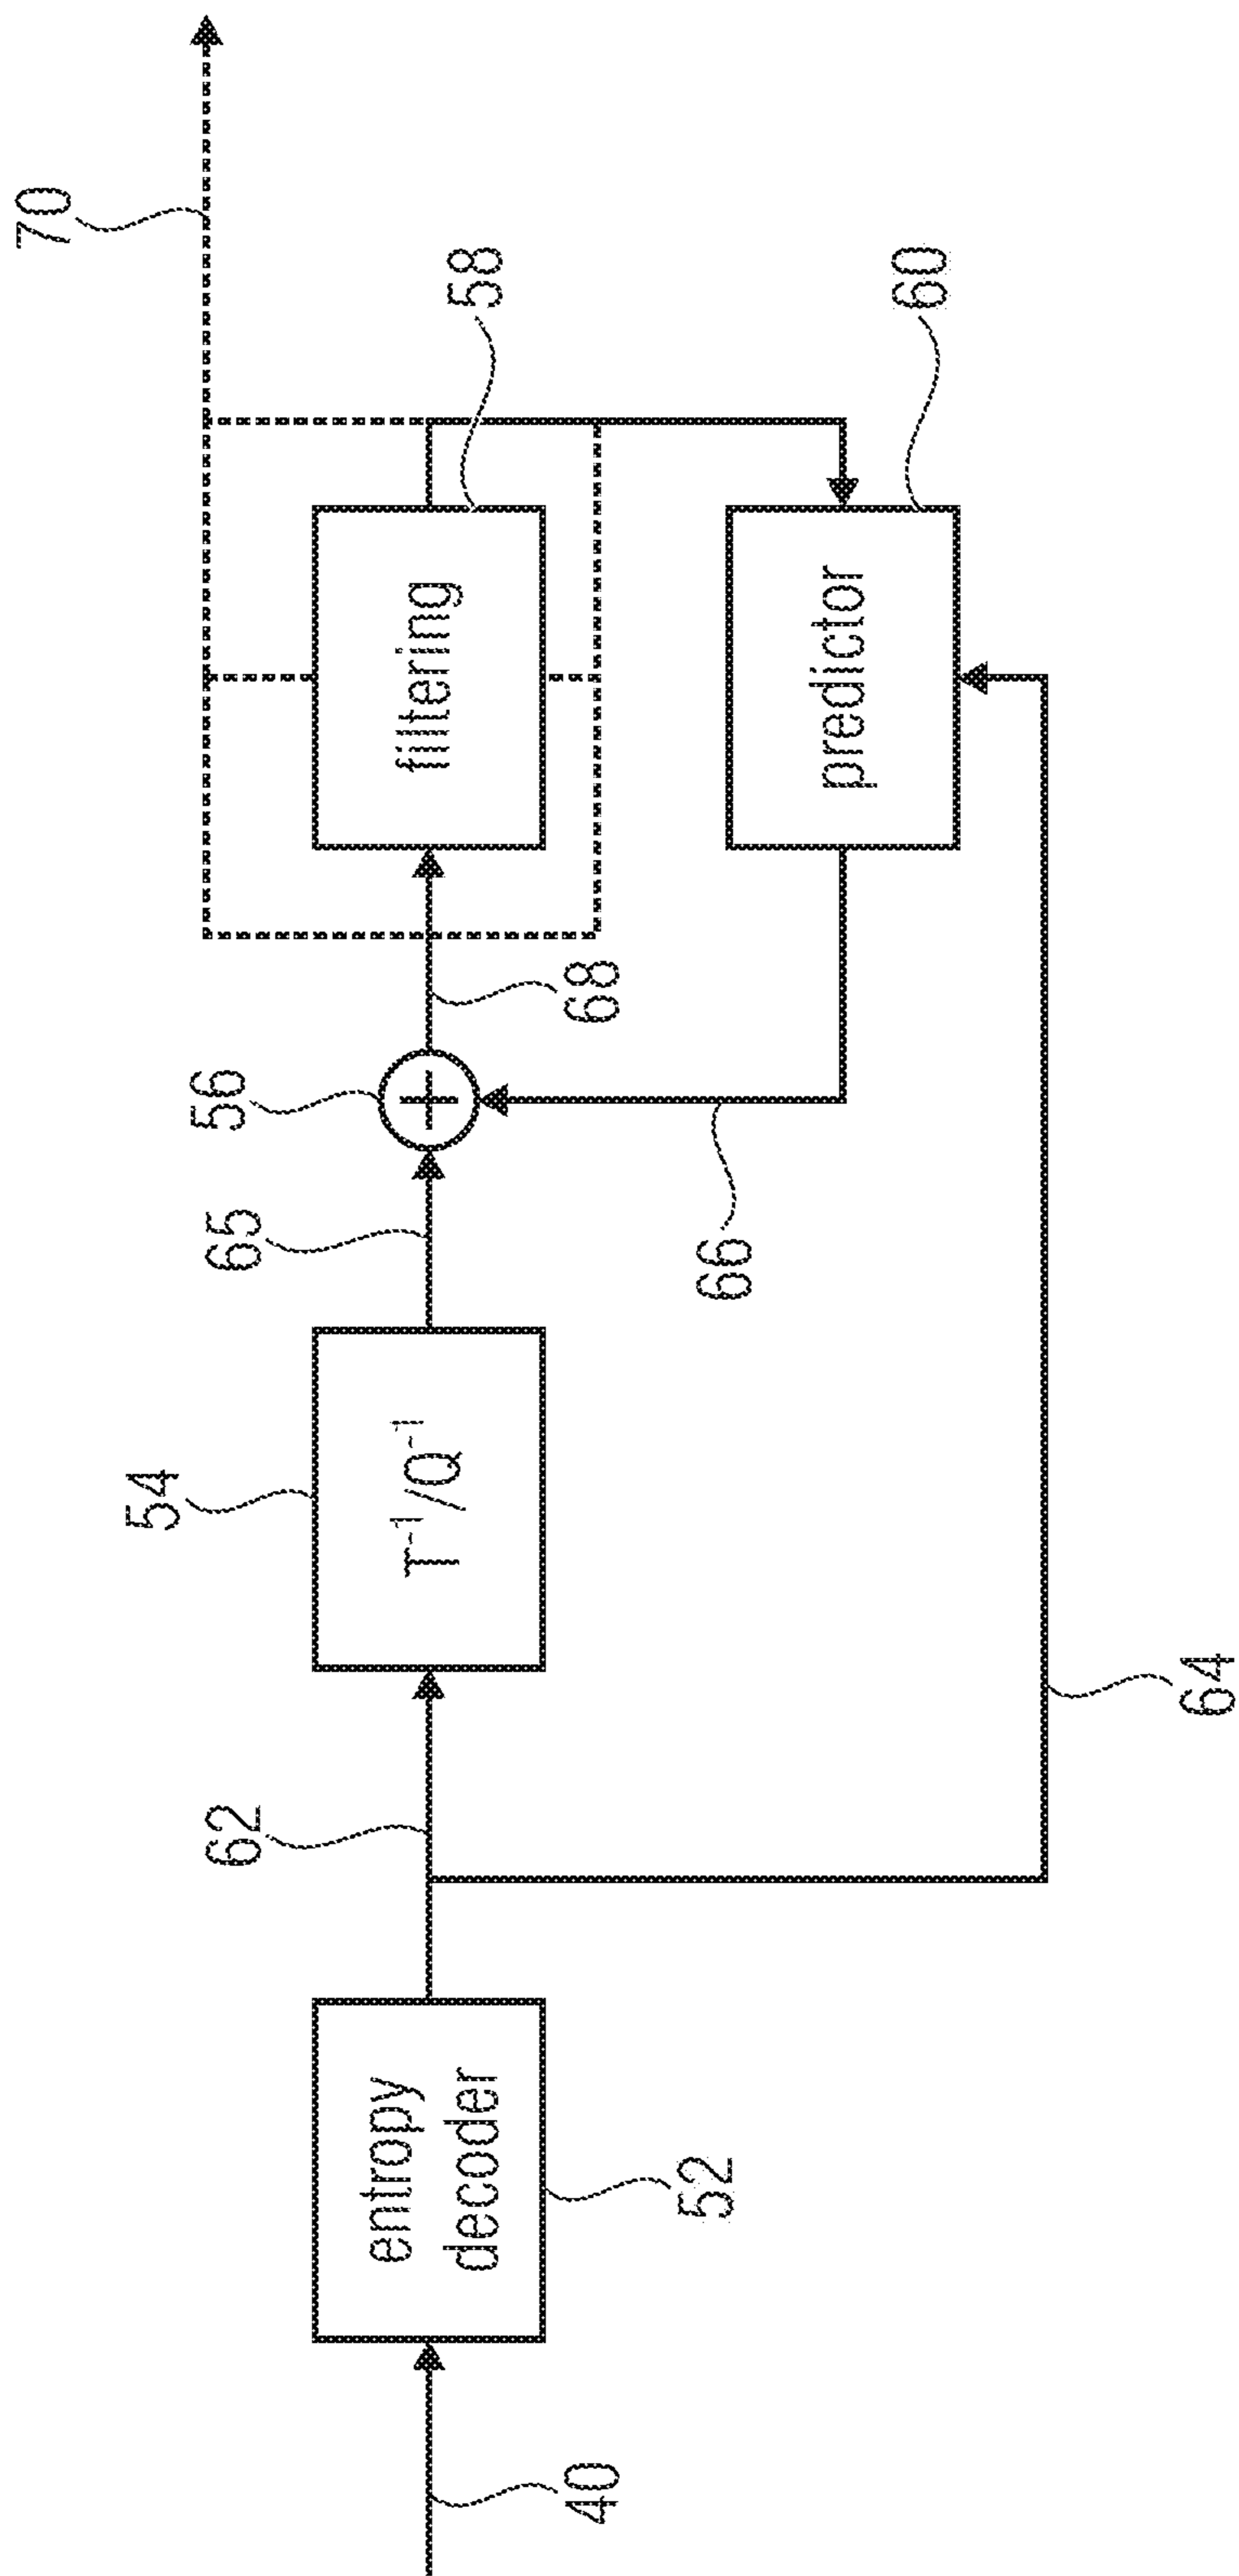 70
58
60
filtering
predictor
68
56
65
66
54
T⁻¹/Q⁻¹
62
64
entropy
decoder
52
40